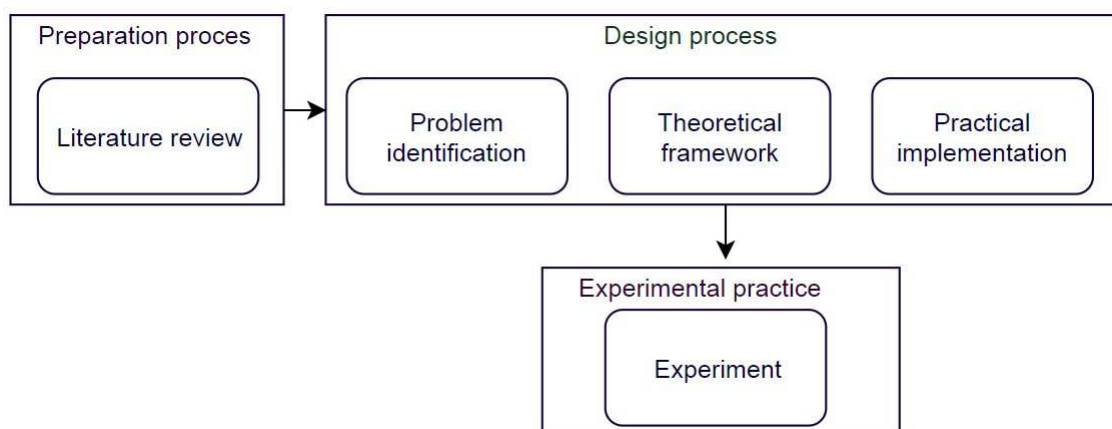 Preparation proces
Literature review
Design process
Problem
identification
Theoretical
framework
Practical
implementation
Experimental practice
Experiment